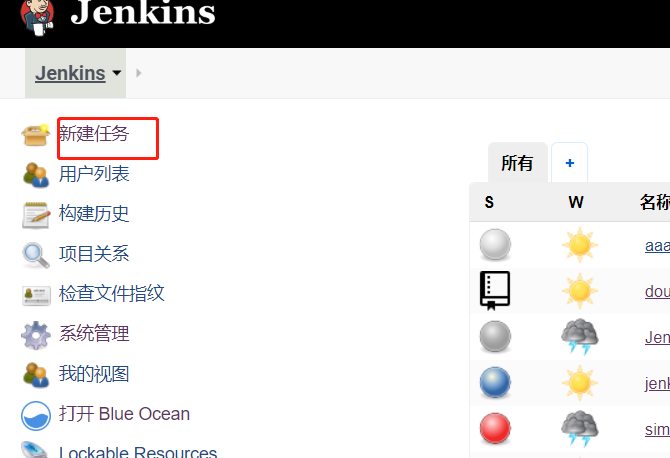 Jenkins
Jenkins
新建任务
用户列表
构建历史
项目关系
检查文件指纹
系统管理
我的视图
打开 Blue Ocean
Lockable Resources
所有 +
S W 名称
aaa
dou
Jen
jenk
sim